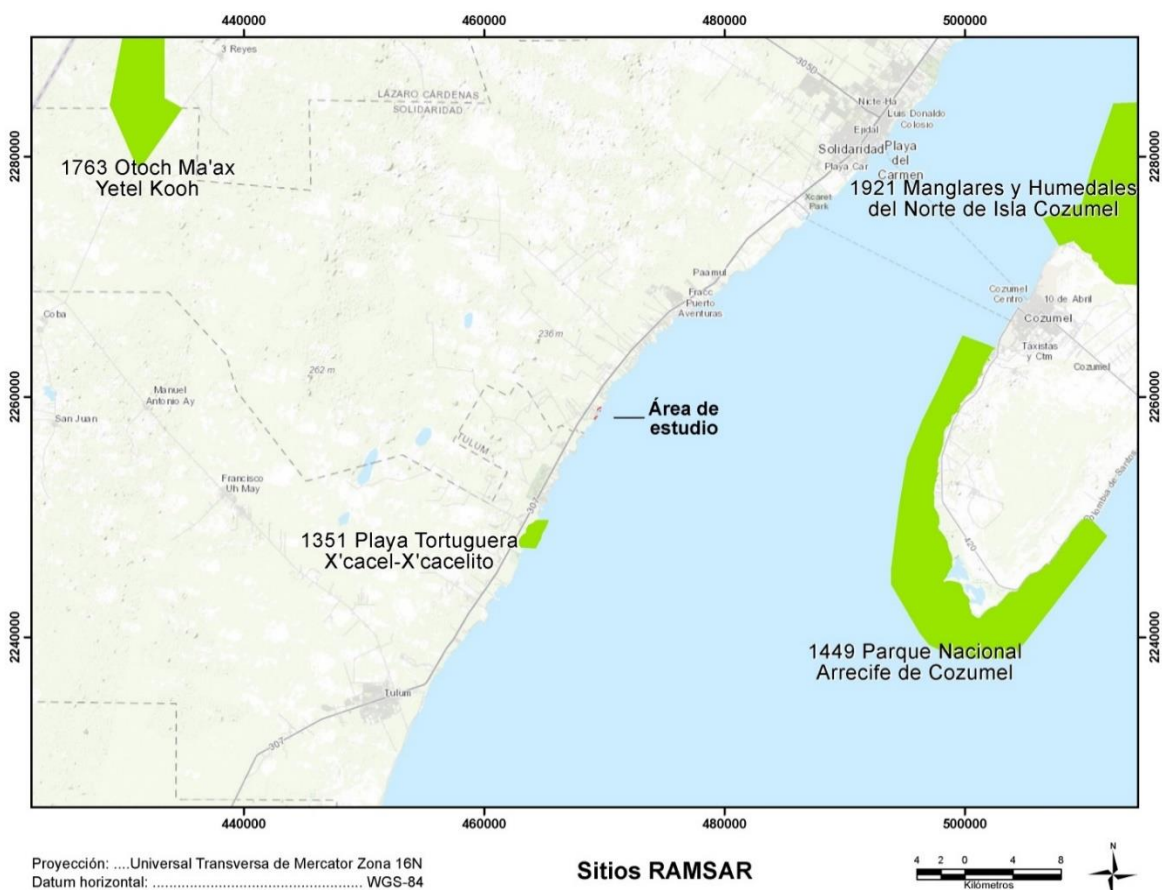 440000
460000
480000
500000
3 Reyes
305D
LÁZARO CÁRDENAS
SOLIDARIDAD
Nicte Ha
Luis Donaldo
Colosio
Ejidal
2280000
2280000
Solidaridad
Playa
del
Carmen
Playa Car
1763 Otoch Ma'ax
Yetel Kooh
1921 Manglares y Humedales
del Norte de Isla Cozumel
Xcaret
Park
Paamul
Fracc
Puerto
Aventuras
Cozumel
Centro
10 de Abril
Cozumel
Coba
236 m
Taxistas
y Ctm
Cozumel
262 m
Manuel
Antonio Ay
2260000
2260000
San Juan
Área de
estudio
TULUM
Francisco
Uh May
307
Colombia de Santos
1351 Playa Tortuguera
X'cacel-X'cacelito
420
2240000
2240000
1449 Parque Nacional
Arrecife de Cozumel
Tulum
307
440000
460000
480000
500000
Proyección: ....Universal Transversa de Mercator Zona 16N
Datum horizontal: ................................................ WGS-84
Sitios RAMSAR
4 2 0 4 8
Kilómetros
N